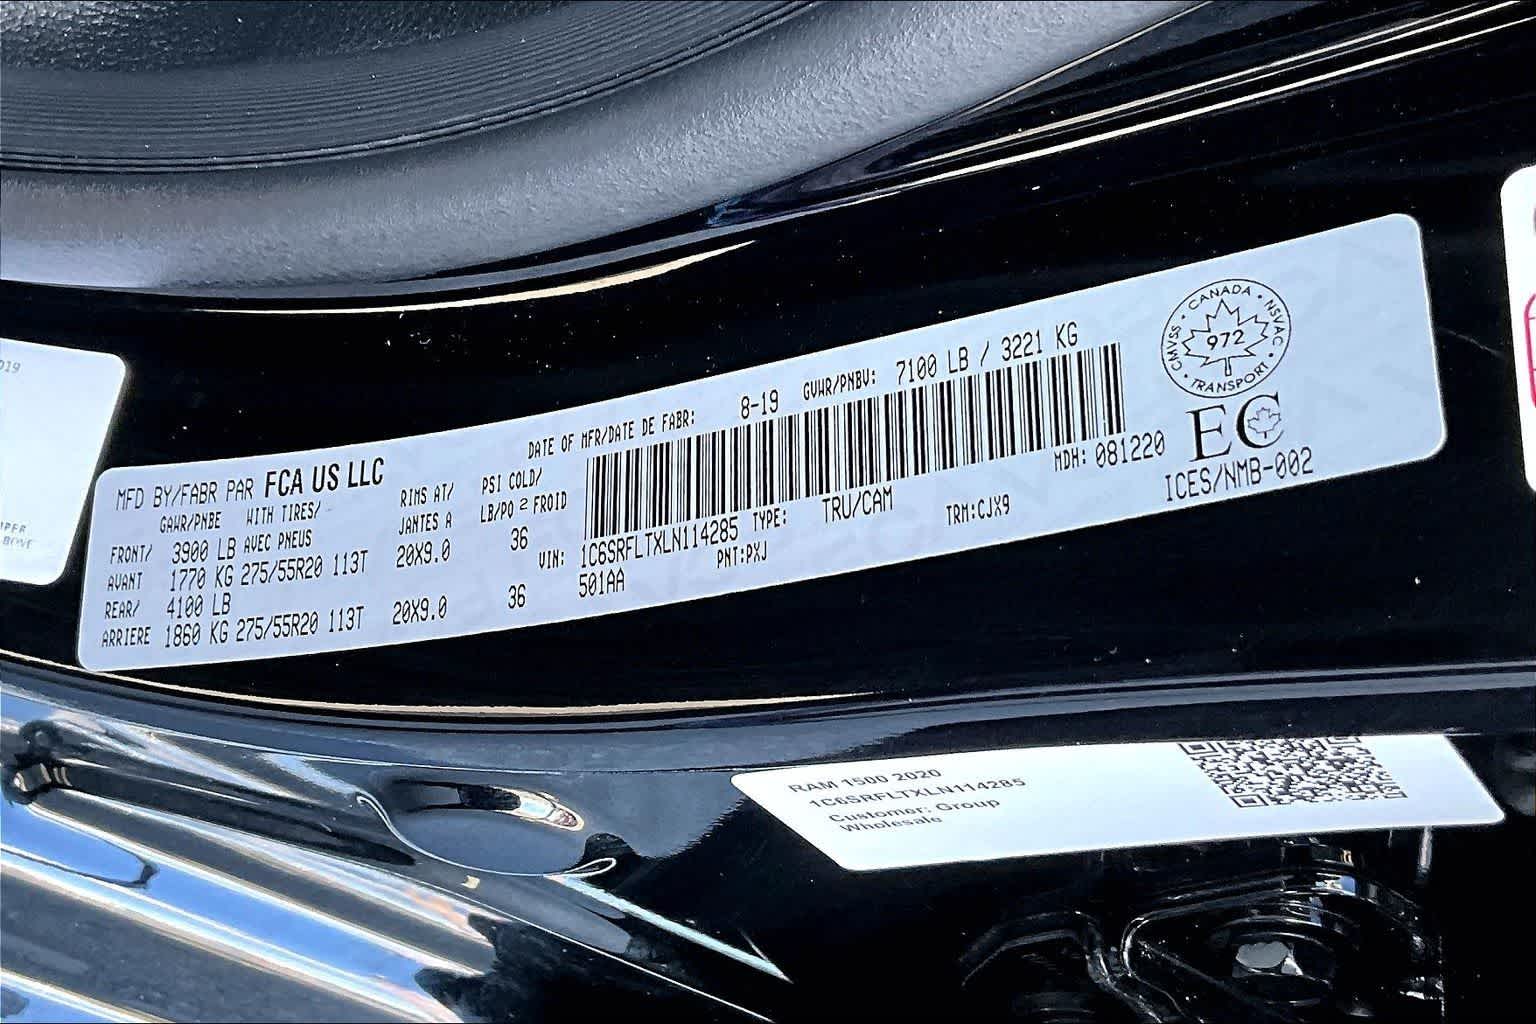 MFD BY/FABR PAR FCA US LLC
DATE OF MFR/DATE DE FABR: 8-19 GVWR/PNBV: 7100 LB / 3221 KG
GAWR/PNBE WITH TIRES/ RIMS AT/ PSI COLD/
AVEC PNEUS JANTES A LB/PO 2 FROID
FRONT/ 3900 LB
AVANT 1770 KG 275/55R20 113T 20X9.0 36
REAR/ 4100 LB
ARRIERE 1860 KG 275/55R20 113T 20X9.0 36
VIN: 1C6SRFLTXLN114285 TYPE: TRU/CAM MDH: 081220
501AA PNT:PXJ TRM:CJX9
CMVSS · CANADA · NSVAC · TRANSPORT ·
972
EC
ICES/NMB-002
019
RAM 1500 2020
1C6SRFLTXLN114285
Customer: Group
Wholesale